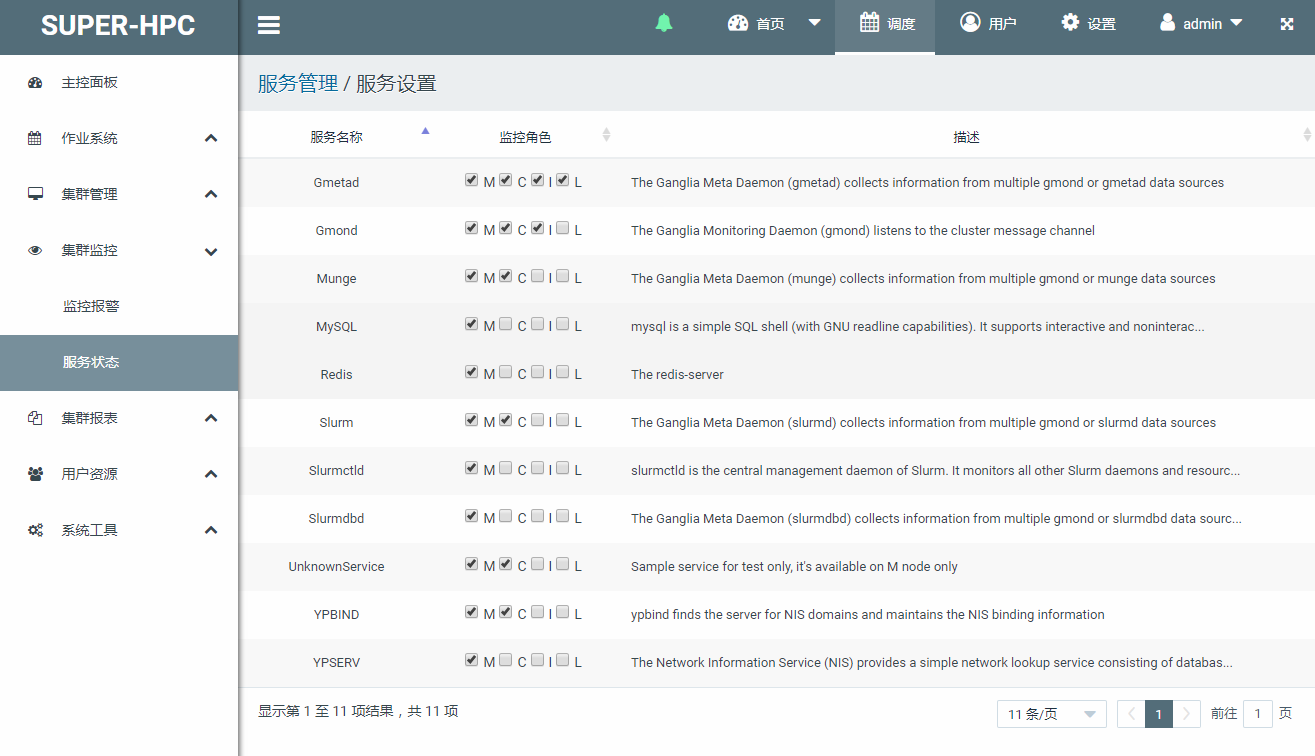 SUPER-HPC
首页
调度
用户
设置
admin
主控面板
作业系统
集群管理
集群监控
监控报警
服务状态
集群报表
用户资源
系统工具
服务管理 / 服务设置
服务名称 监控角色 描述
Gmetad M C I L The Ganglia Meta Daemon (gmetad) collects information from multiple gmond or gmetad data sources
Gmond M C I L The Ganglia Monitoring Daemon (gmond) listens to the cluster message channel
Munge M C I L The Ganglia Meta Daemon (munge) collects information from multiple gmond or munge data sources
MySQL M C I L mysql is a simple SQL shell (with GNU readline capabilities). It supports interactive and noninterac...
Redis M C I L The redis-server
Slurm M C I L The Ganglia Meta Daemon (slurmd) collects information from multiple gmond or slurmd data sources
Slurmctld M C I L slurmctld is the central management daemon of Slurm. It monitors all other Slurm daemons and resourc...
Slurmdbd M C I L The Ganglia Meta Daemon (slurmdbd) collects information from multiple gmond or slurmdbd data sourc...
UnknownService M C I L Sample service for test only, it's available on M node only
YPBIND M C I L ypbind finds the server for NIS domains and maintains the NIS binding information
YPSERV M C I L The Network Information Service (NIS) provides a simple network lookup service consisting of databas...
显示第 1 至 11 项结果，共 11 项
11 条/页 1 前往 1 页